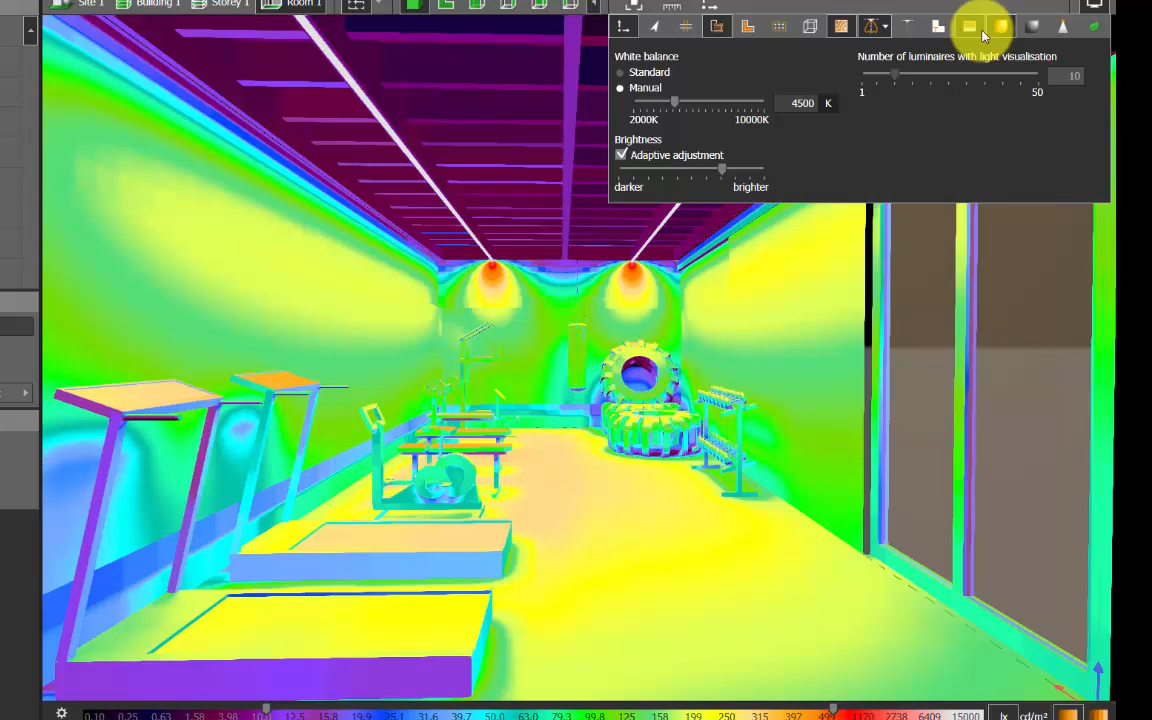 Site 1 Building 1 Storey 1 Room 1
White balance
Standard
Manual
4500 K
2000K 10000K
Brightness
Adaptive adjustment
darker brighter
Number of luminaires with light visualisation
10
1 50
0.10 0.25 0.63 1.58 3.98 10.0 12.5 15.8 19.9 25.1 31.6 39.7 50.0 63.0 79.3 99.8 125 158 199 250 315 397 499 1170 2738 6409 15000 lx cd/m²